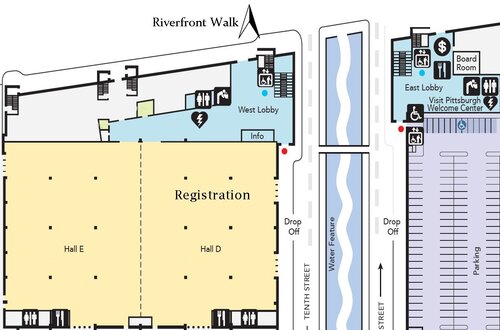 Riverfront Walk
$
Board
Room
East Lobby
Visit Pittsburgh
Welcome Center
West Lobby
Info
Registration
Hall E
Hall D
Drop
Off
TENTH STREET
Water Feature
Drop
Off
STREET
Parking